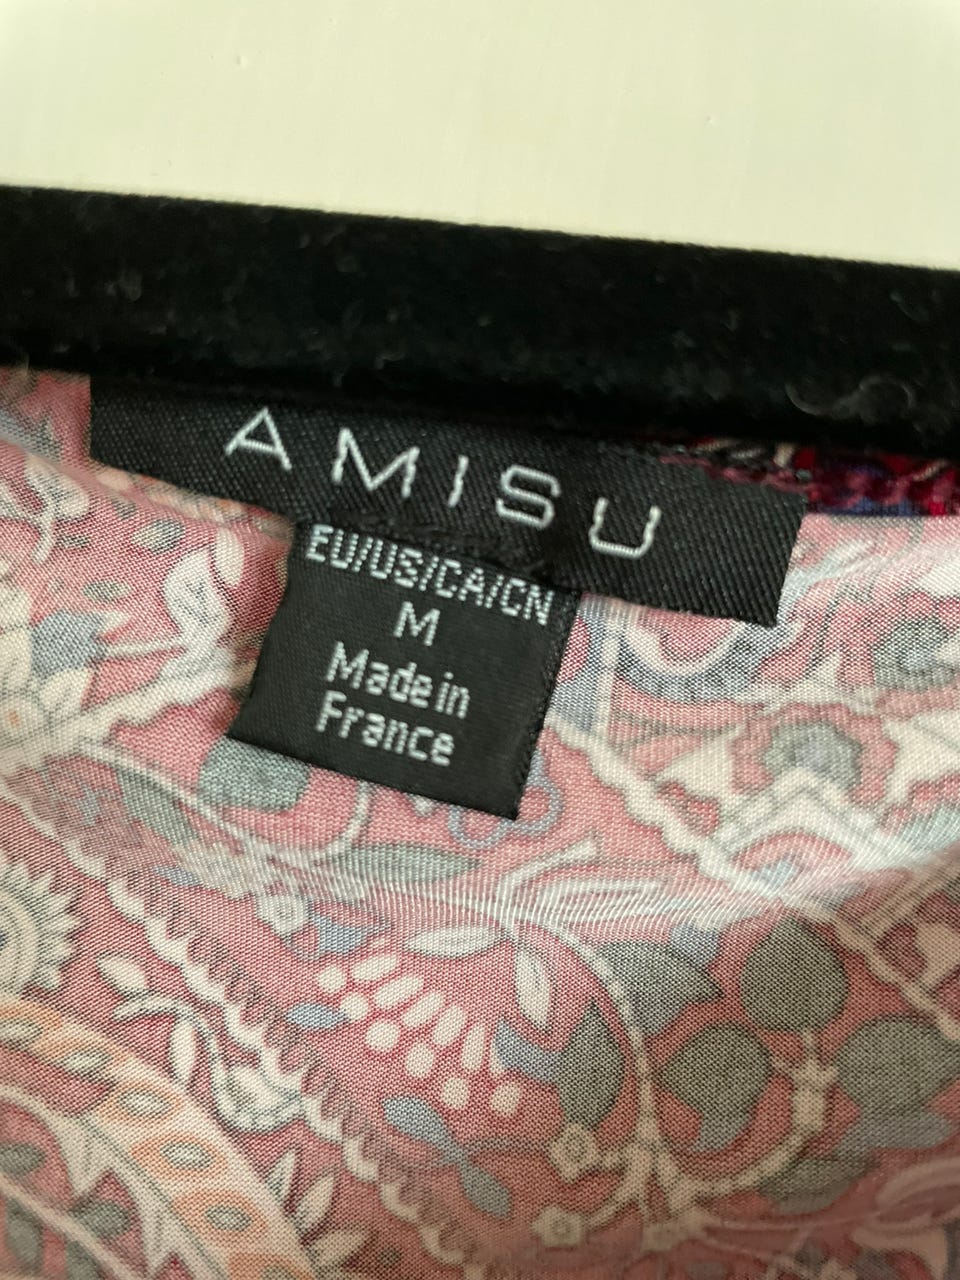 AMISU
EU/US/CA/CN
M
Made in
France